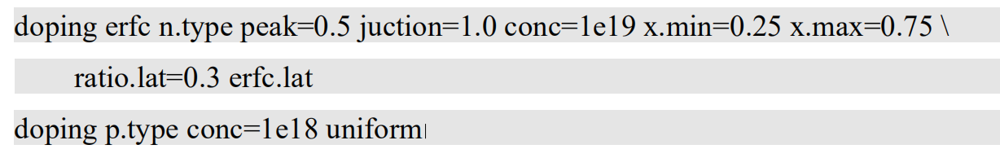 doping erfc n.type peak=0.5 juction=1.0 conc=1e19 x.min=0.25 x.max=0.75 \
ratio.lat=0.3 erfc.lat
doping p.type conc=1e18 uniform